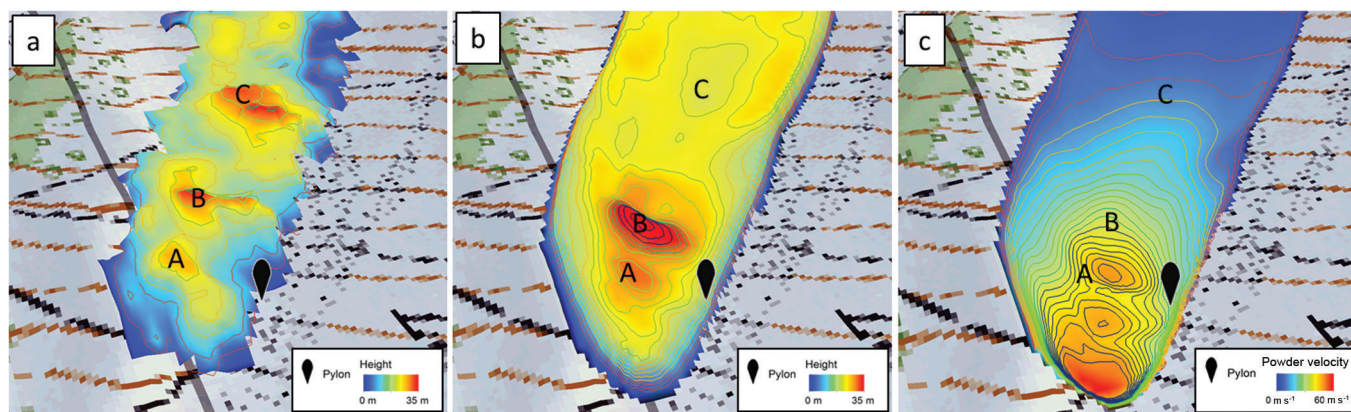 a
C
B
A
Pylon
Height
0 m
35 m
b
C
B
A
Pylon
Height
0 m
35 m
c
C
B
A
Pylon
Powder velocity
0 m s⁻¹
60 m s⁻¹